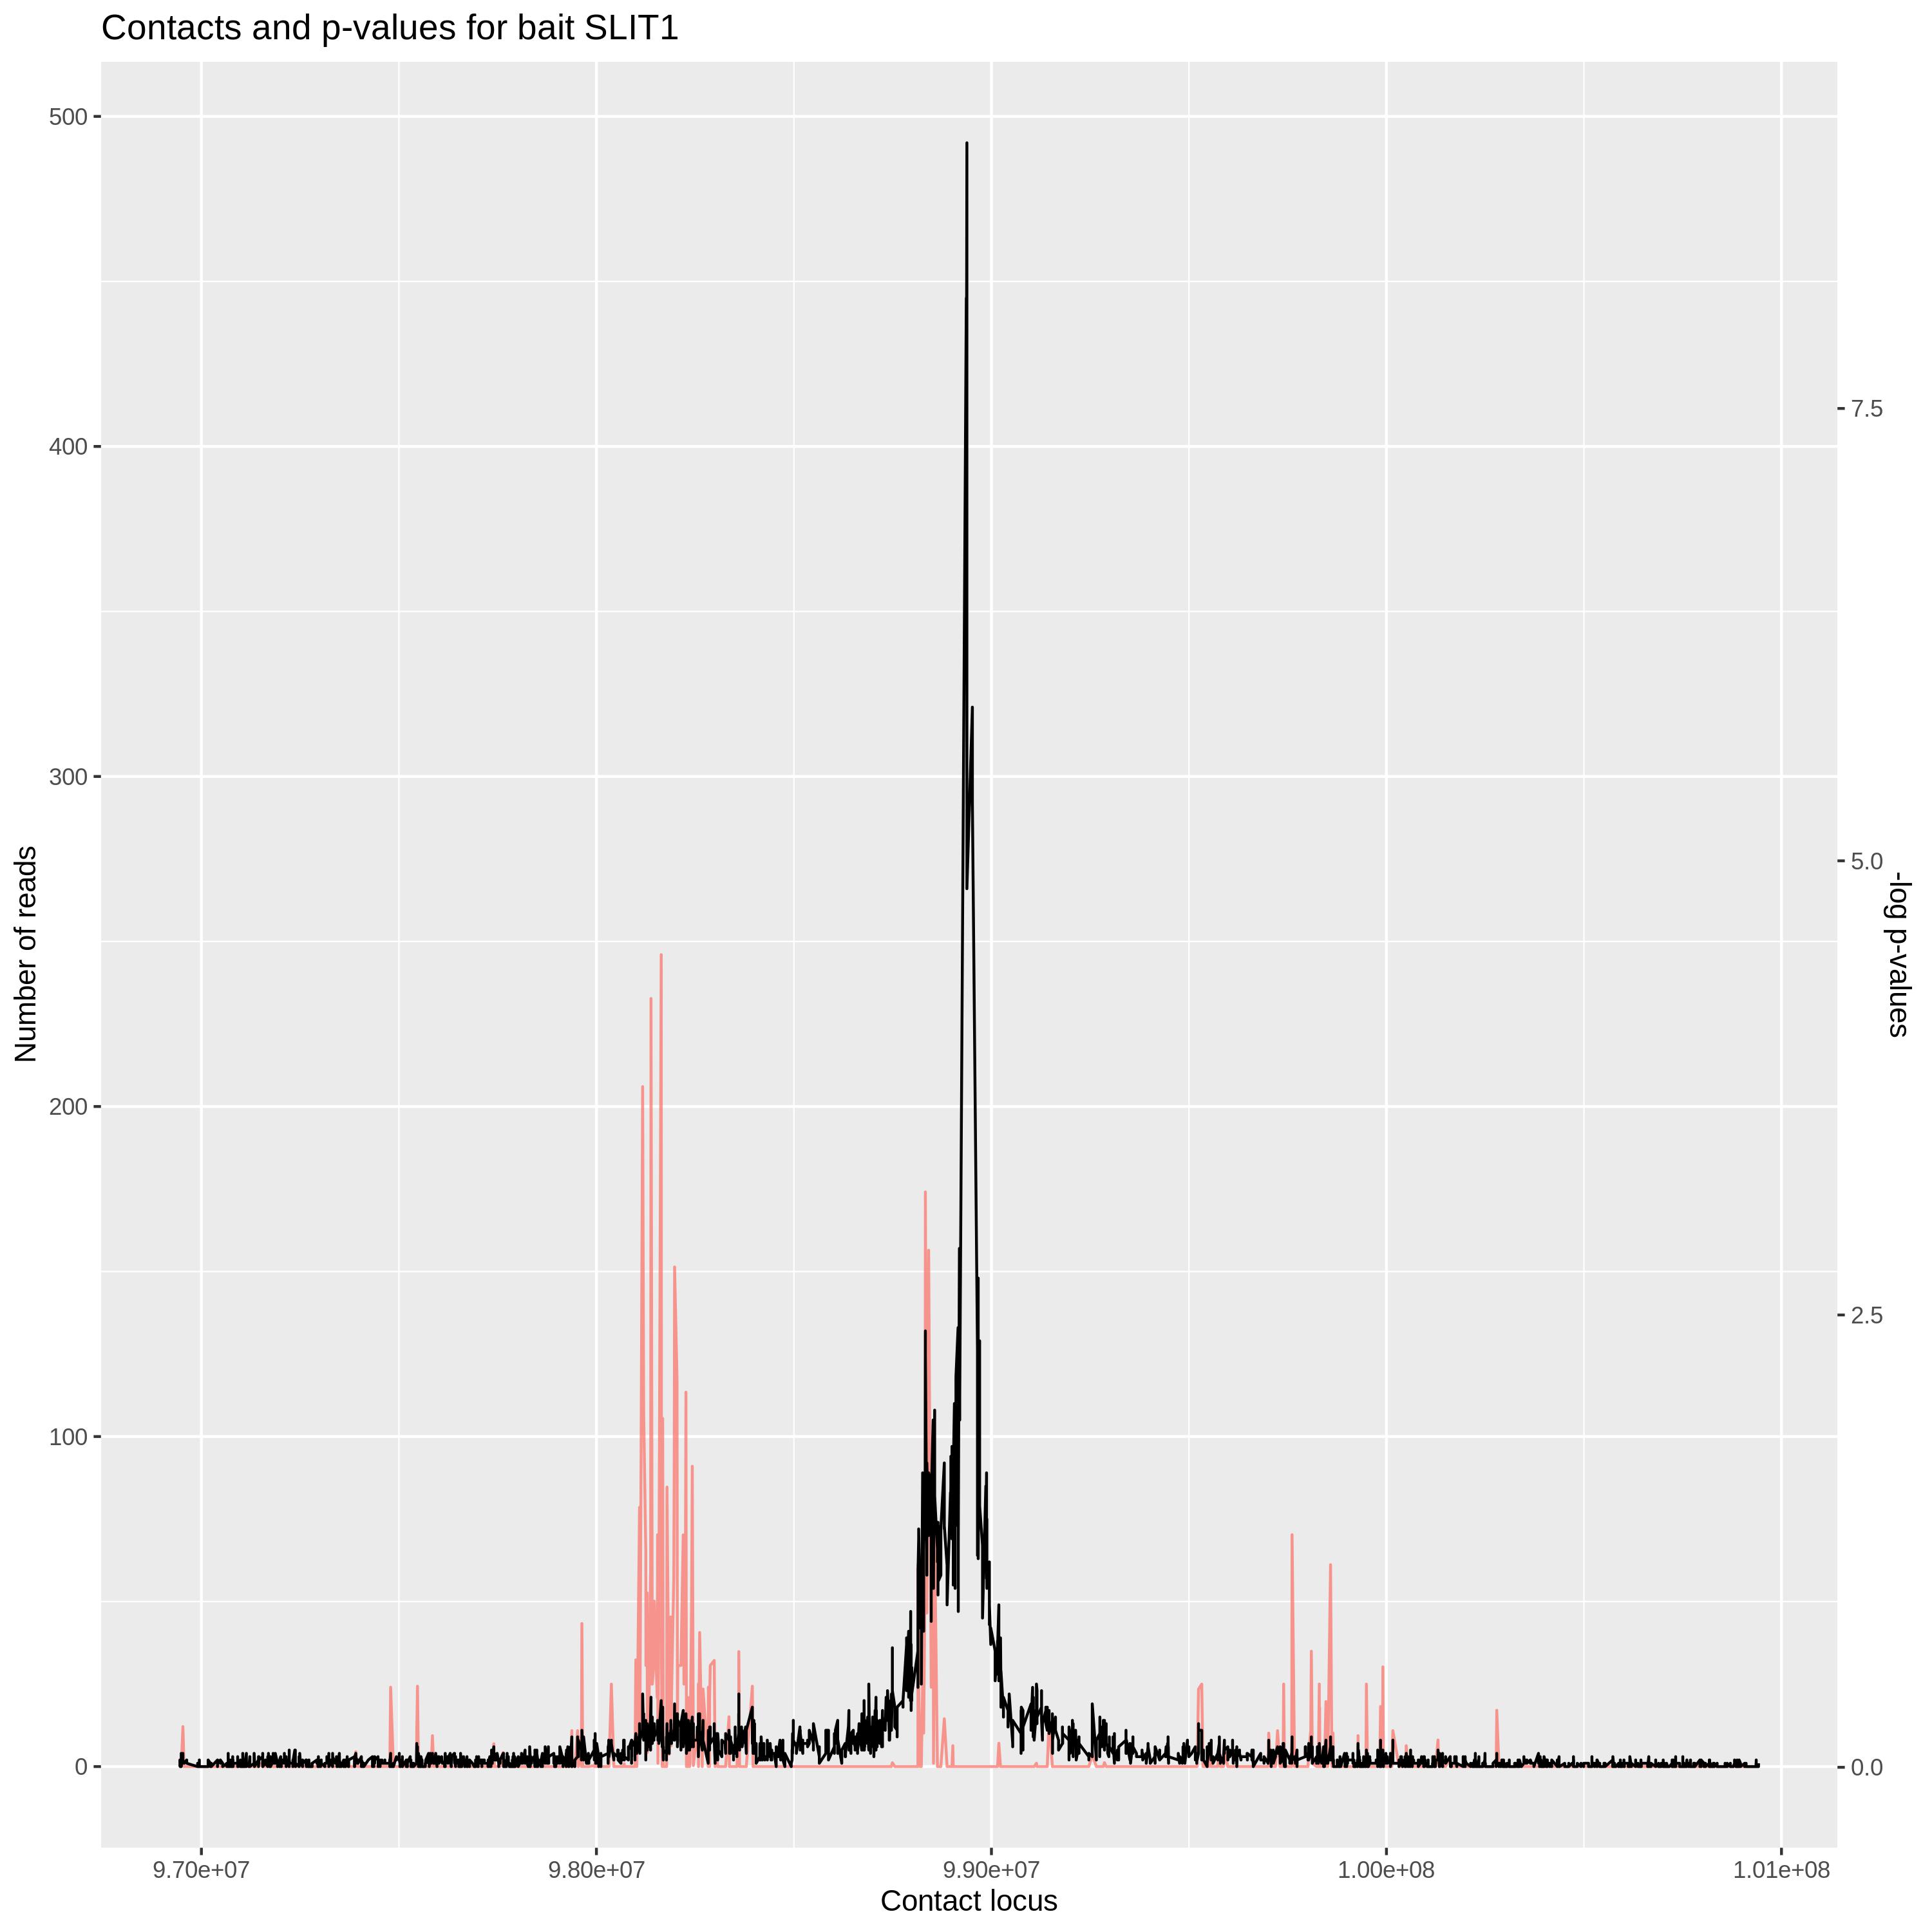 Contacts and p-values for bait SLIT1
500
400
300
200
100
0
Number of reads
7.5
5.0
2.5
0.0
-log p-values
9.70e+07
9.80e+07
9.90e+07
1.00e+08
1.01e+08
Contact locus